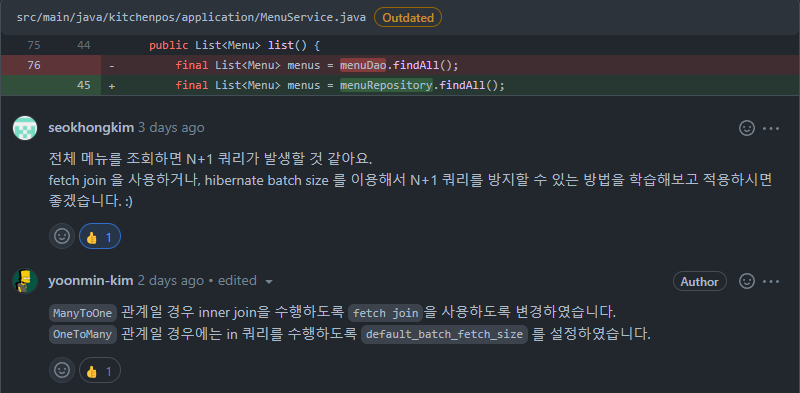 src/main/java/kitchenpos/application/MenuService.java Outdated
75 44 public List<Menu> list() {
76 - final List<Menu> menus = menuDao.findAll();
45 + final List<Menu> menus = menuRepository.findAll();
seokhongkim 3 days ago
전체 메뉴를 조회하면 N+1 쿼리가 발생할 것 같아요.
fetch join 을 사용하거나, hibernate batch size 를 이용해서 N+1 쿼리를 방지할 수 있는 방법을 학습해보고 적용하시면
좋겠습니다. :)
👍 1
yoonmin-kim 2 days ago • edited Author
ManyToOne 관계일 경우 inner join을 수행하도록 fetch join을 사용하도록 변경하였습니다.
OneToMany 관계일 경우에는 in 쿼리를 수행하도록 default_batch_fetch_size 를 설정하였습니다.
👍 1